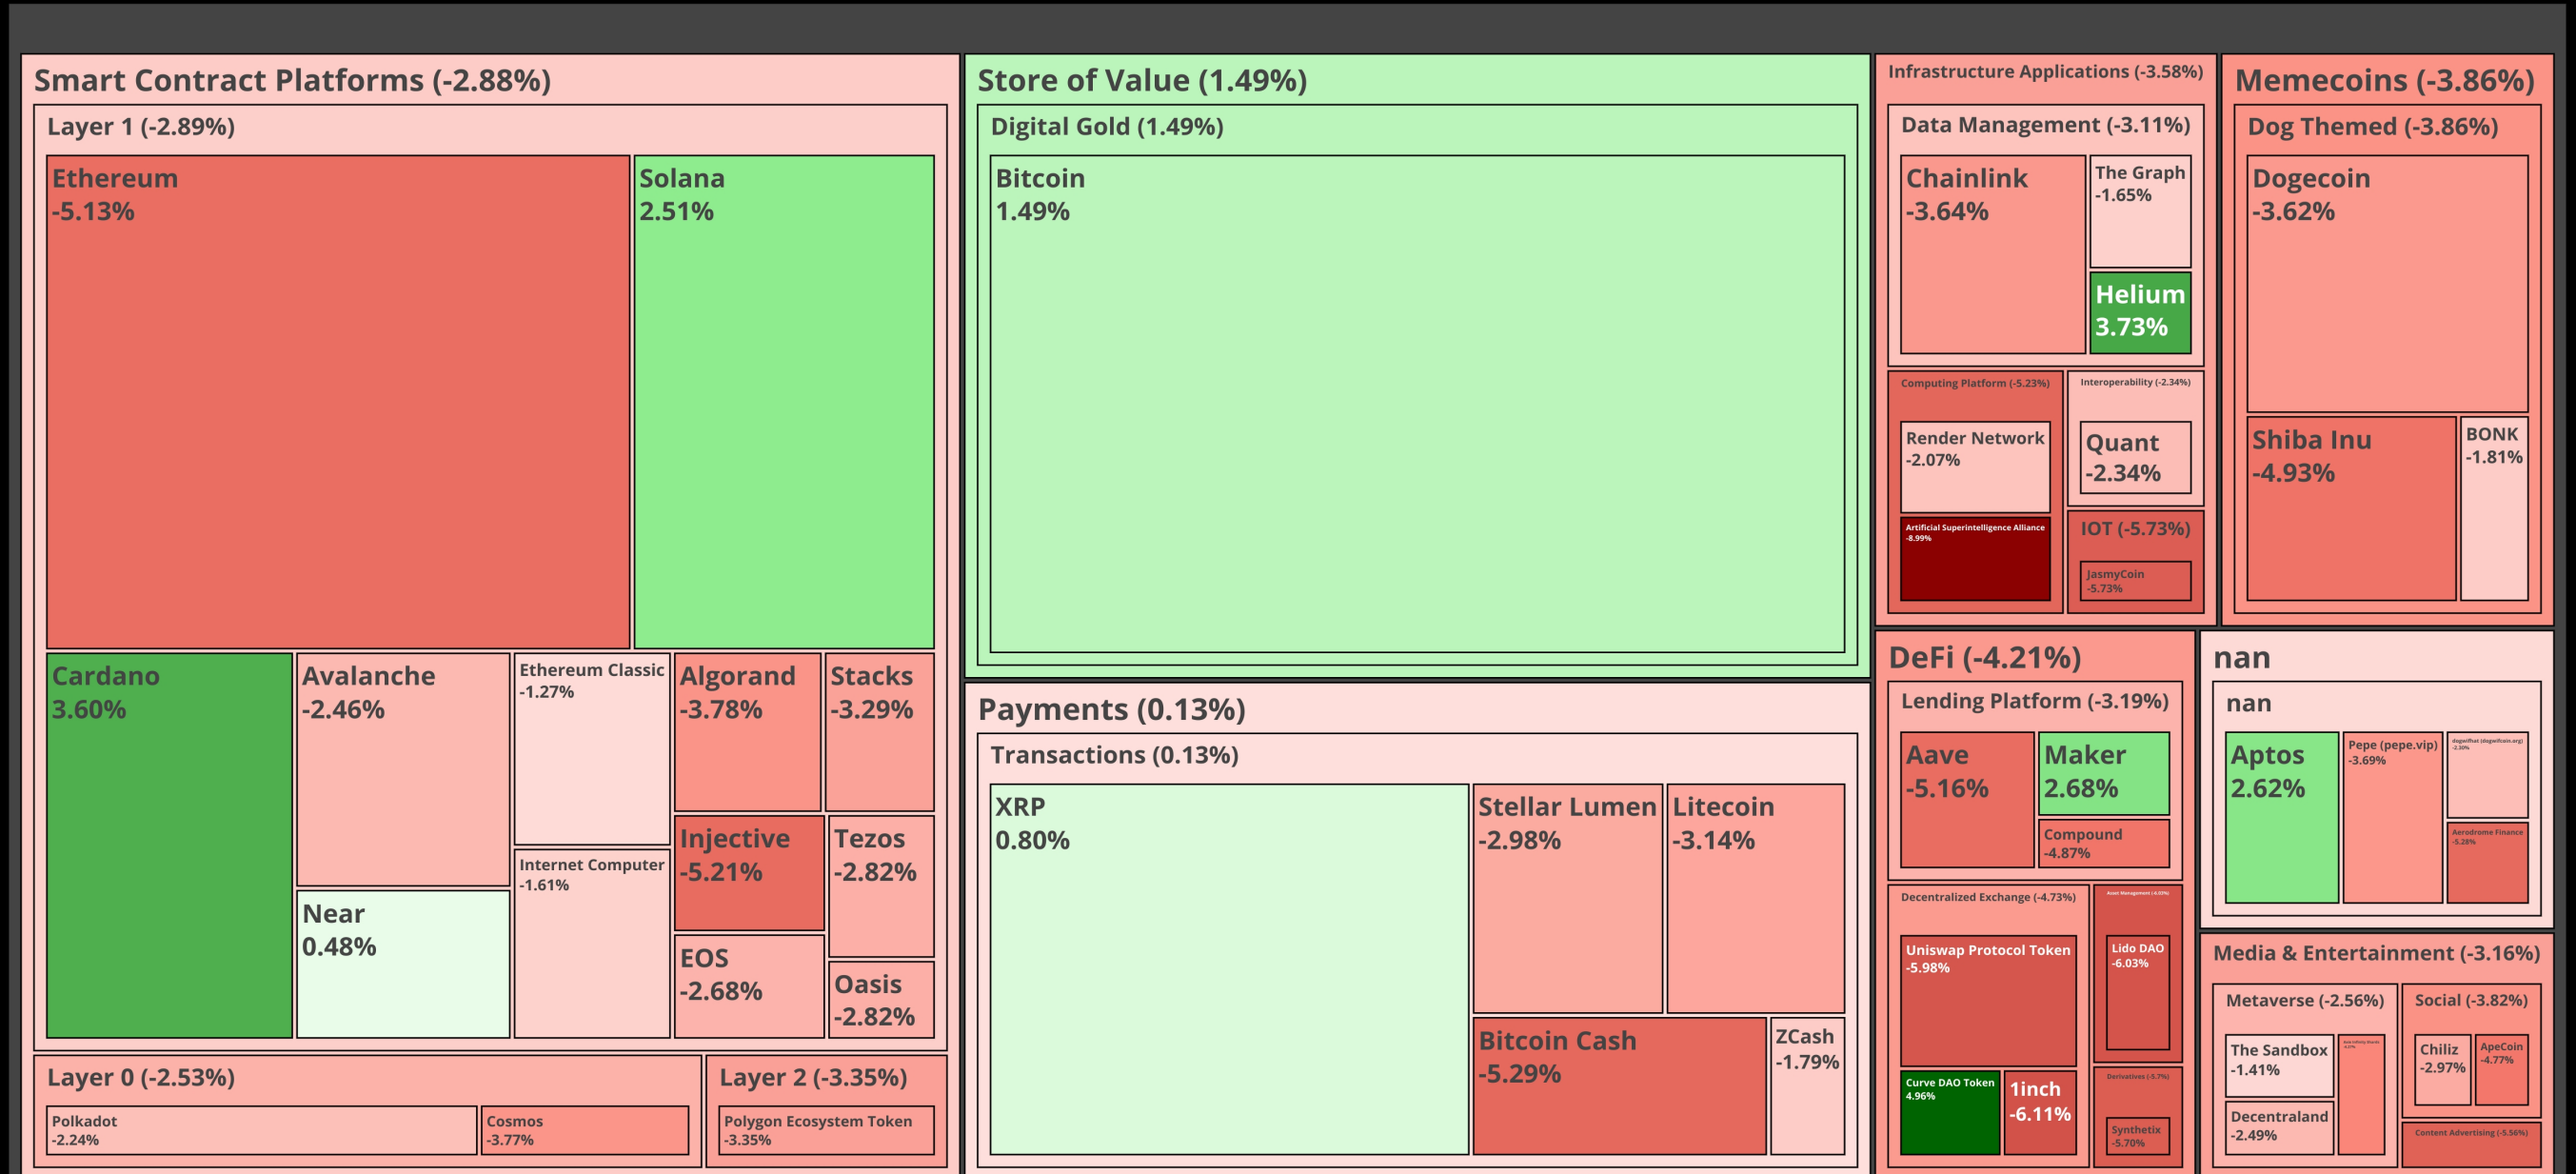 Smart Contract Platforms (-2.88%)
Layer 1 (-2.89%)
Ethereum
-5.13%
Solana
2.51%
Cardano
3.60%
Avalanche
-2.46%
Near
0.48%
Ethereum Classic
-1.27%
Internet Computer
-1.61%
Algorand
-3.78%
Stacks
-3.29%
Injective
-5.21%
Tezos
-2.82%
EOS
-2.68%
Oasis
-2.82%
Layer 0 (-2.53%)
Polkadot
-2.24%
Cosmos
-3.77%
Layer 2 (-3.35%)
Polygon Ecosystem Token
-3.35%
Store of Value (1.49%)
Digital Gold (1.49%)
Bitcoin
1.49%
Payments (0.13%)
Transactions (0.13%)
XRP
0.80%
Stellar Lumen
-2.98%
Litecoin
-3.14%
Bitcoin Cash
-5.29%
ZCash
-1.79%
Infrastructure Applications (-3.58%)
Data Management (-3.11%)
Chainlink
-3.64%
The Graph
-1.65%
Helium
3.73%
Computing Platform (-5.23%)
Render Network
-2.07%
Artificial Superintelligence Alliance
-8.99%
Interoperability (-2.34%)
Quant
-2.34%
IOT (-5.73%)
JasmyCoin
-5.73%
Memecoins (-3.86%)
Dog Themed (-3.86%)
Dogecoin
-3.62%
Shiba Inu
-4.93%
BONK
-1.81%
DeFi (-4.21%)
Lending Platform (-3.19%)
Aave
-5.16%
Maker
2.68%
Compound
-4.87%
Decentralized Exchange (-4.73%)
Uniswap Protocol Token
-5.98%
Curve DAO Token
4.96%
1inch
-6.11%
Asset Management (-6.03%)
Lido DAO
-6.03%
Derivatives (-5.7%)
Synthetix
-5.70%
nan
nan
Aptos
2.62%
Pepe (pepe.vip)
-3.69%
dogwifhat (dogwifcoin.org)
-2.30%
Aerodrome Finance
-5.28%
Media & Entertainment (-3.16%)
Metaverse (-2.56%)
The Sandbox
-1.41%
Decentraland
-2.49%
Social (-3.82%)
Chiliz
-2.97%
ApeCoin
-4.77%
Content Advertising (-5.56%)